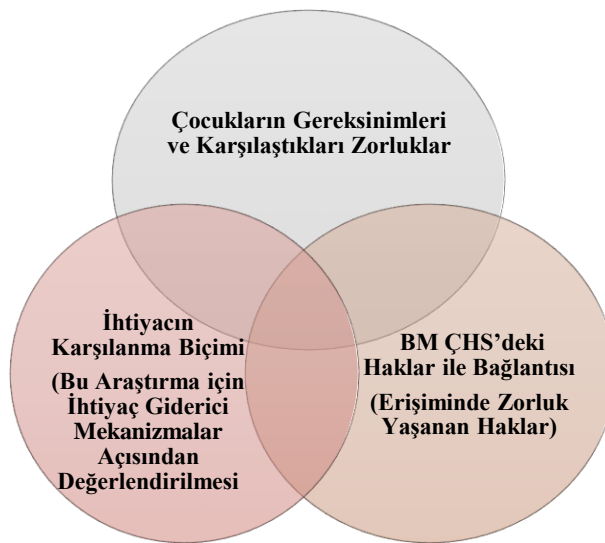 Çocukların Gereksinimleri
ve Karşılaştıkları Zorluklar
İhtiyacın
Karşılanma Biçimi
(Bu Araştırma için
İhtiyaç Giderici
Mekanizmalar
Açısından
Değerlendirilmesi
BM ÇHS’deki
Haklar ile Bağlantısı
(Erişiminde Zorluk
Yaşanan Haklar)